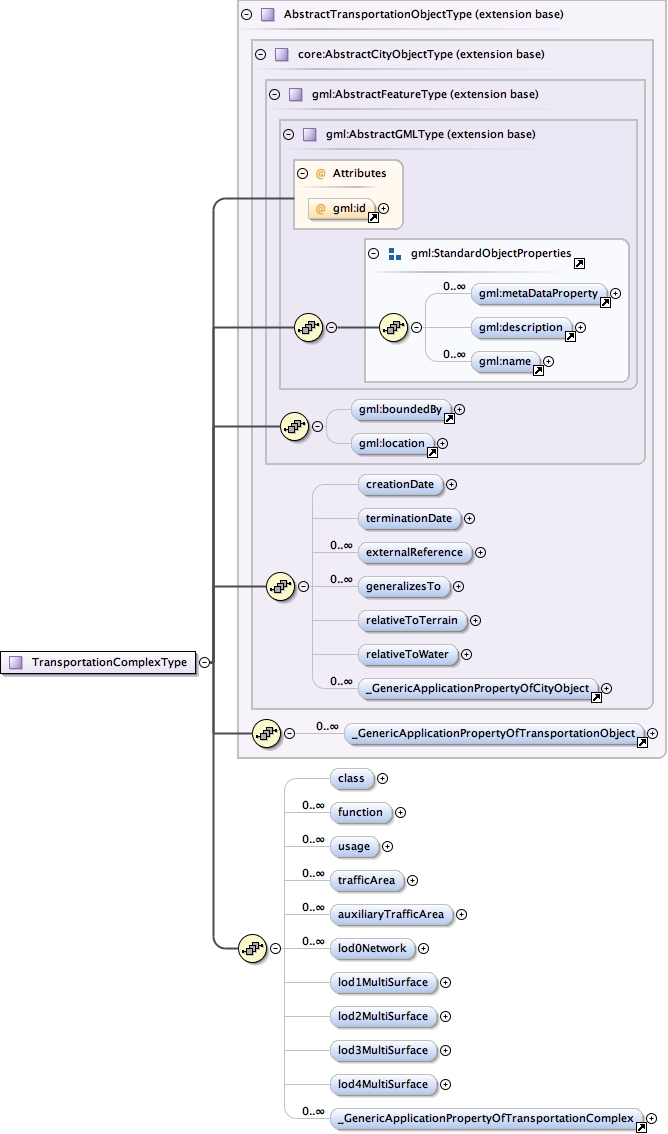 AbstractTransportationObjectType (extension base)
core:AbstractCityObjectType (extension base)
gml:AbstractFeatureType (extension base)
gml:AbstractGMLType (extension base)
@ Attributes
@ gml:id
gml:StandardObjectProperties
0..∞ gml:metaDataProperty
gml:description
0..∞ gml:name
gml:boundedBy
gml:location
creationDate
terminationDate
0..∞ externalReference
0..∞ generalizesTo
relativeToTerrain
relativeToWater
TransportationComplexType
0..∞ _GenericApplicationPropertyOfCityObject
0..∞ _GenericApplicationPropertyOfTransportationObject
class
0..∞ function
0..∞ usage
0..∞ trafficArea
0..∞ auxiliaryTrafficArea
0..∞ lod0Network
lod1MultiSurface
lod2MultiSurface
lod3MultiSurface
lod4MultiSurface
0..∞ _GenericApplicationPropertyOfTransportationComplex